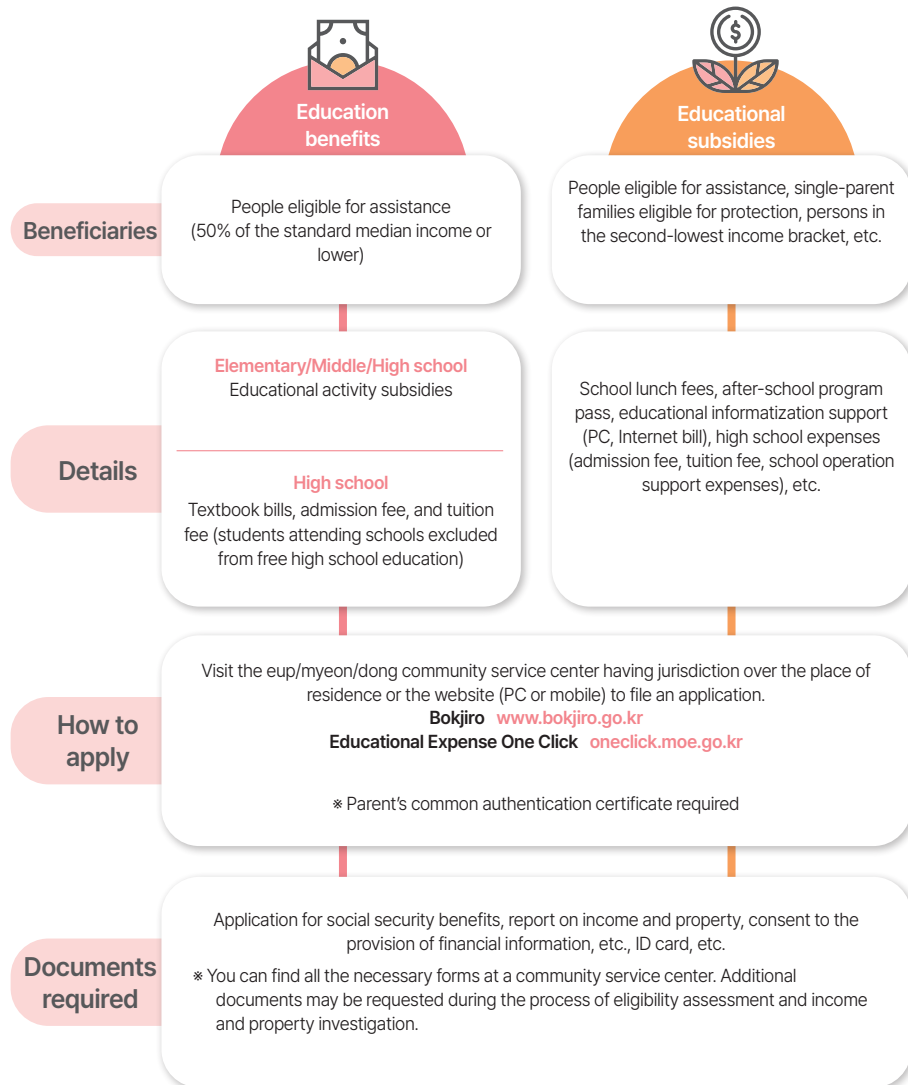 Education
benefits
Educational
subsidies
Beneficiaries
People eligible for assistance
(50% of the standard median income or
lower)
People eligible for assistance, single-parent
families eligible for protection, persons in
the second-lowest income bracket, etc.
Details
Elementary/Middle/High school
Educational activity subsidies
High school
Textbook bills, admission fee, and tuition
fee (students attending schools excluded
from free high school education)
School lunch fees, after-school program
pass, educational informatization support
(PC, Internet bill), high school expenses
(admission fee, tuition fee, school operation
support expenses), etc.
How to
apply
Visit the eup/myeon/dong community service center having jurisdiction over the place of
residence or the website (PC or mobile) to file an application.
Bokjiro www.bokjiro.go.kr
Educational Expense One Click oneclick.moe.go.kr
※ Parent's common authentication certificate required
Documents
required
Application for social security benefits, report on income and property, consent to the
provision of financial information, etc., ID card, etc.
※ You can find all the necessary forms at a community service center. Additional
documents may be requested during the process of eligibility assessment and income
and property investigation.